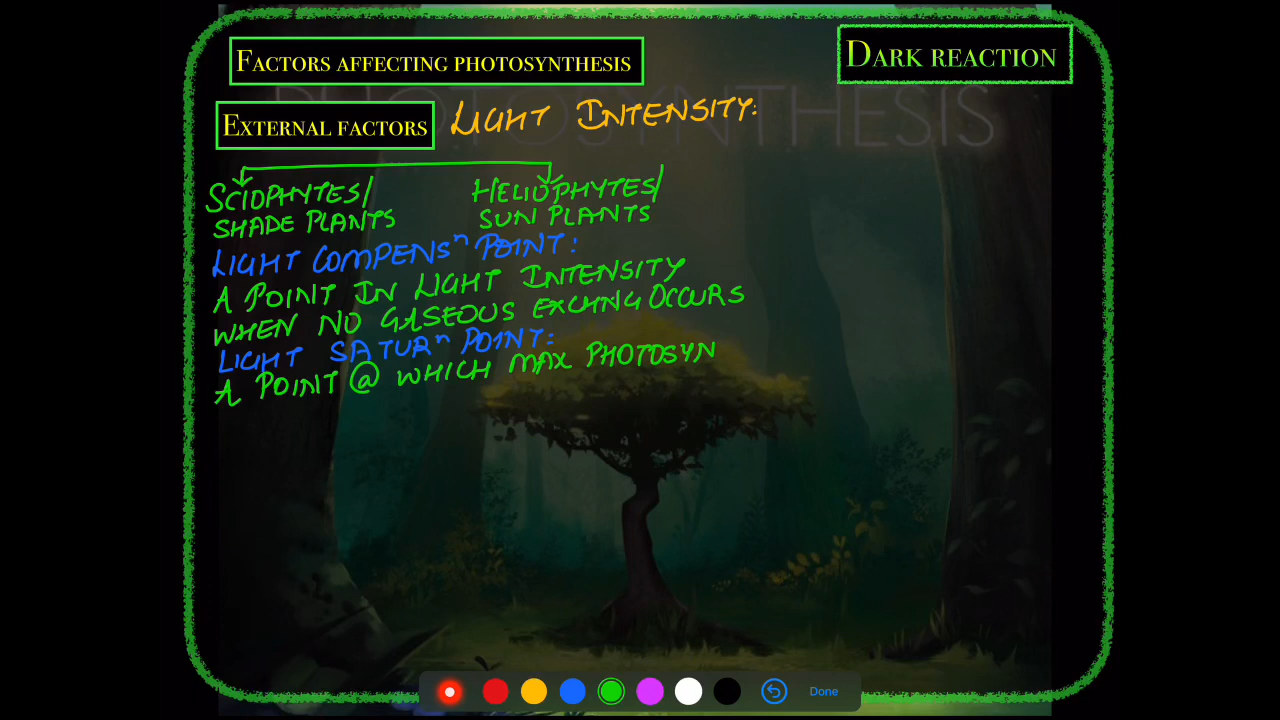 FACTORS AFFECTING PHOTOSYNTHESIS
DARK REACTION
PHOTOSYNTHESIS
EXTERNAL FACTORS LIGHT INTENSITY:
SCIOPHYTES/ HELIOPHYTES/
SHADE PLANTS SUN PLANTS
LIGHT COMPENSⁿ POINT:
A POINT IN LIGHT INTENSITY
WHEN NO GASEOUS EXCHNG OCCURS
LIGHT SATURⁿ POINT:
A POINT @ WHICH MAX PHOTOSYN
Done